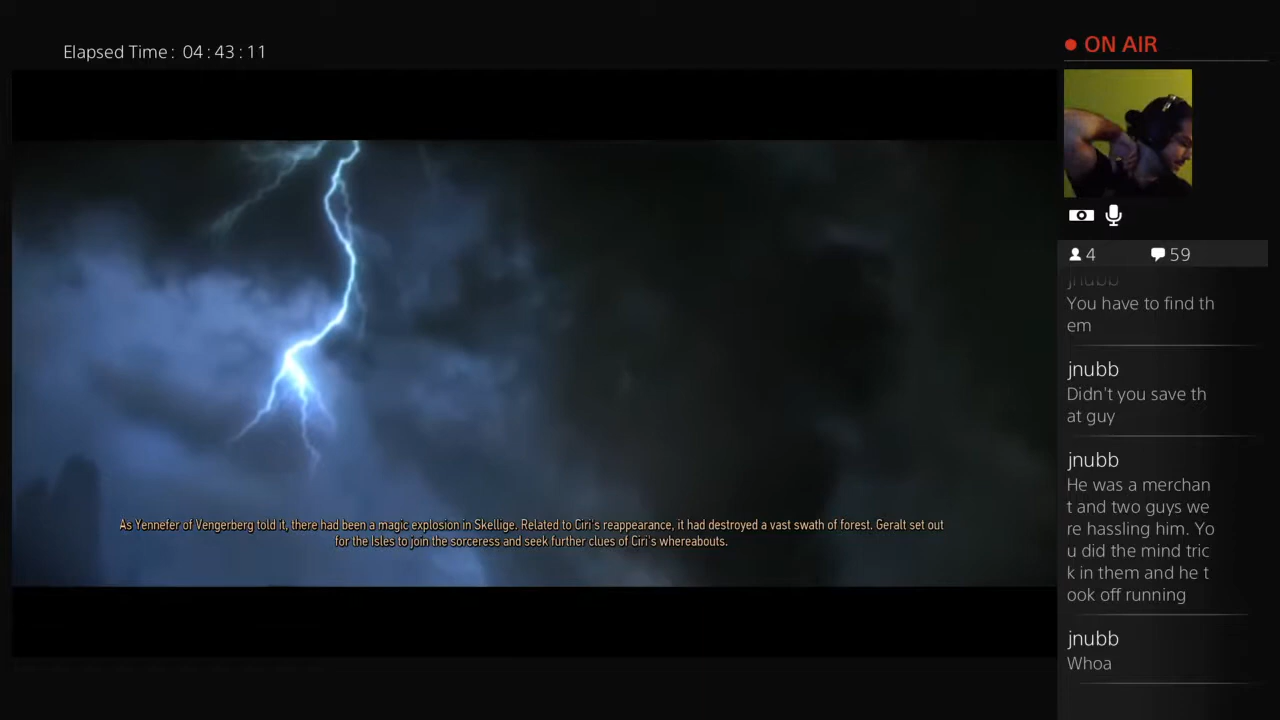 Elapsed Time: 04:43:11
ON AIR
4 59
jnubb
You have to find th
em
jnubb
Didn't you save th
at guy
jnubb
He was a merchan
t and two guys we
re hassling him. Yo
u did the mind tric
k in them and he t
ook off running
jnubb
Whoa
As Yennefer of Vengerberg told it, there had been a magic explosion in Skellige. Related to Ciri's reappearance, it had destroyed a vast swath of forest. Geralt set out
for the Isles to join the sorceress and seek further clues of Ciri's whereabouts.